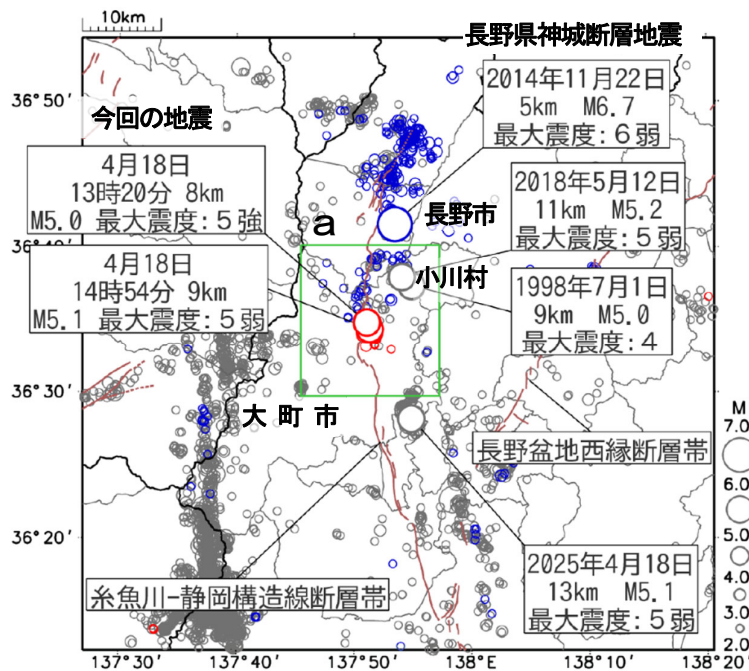 10km
長野県神城断層地震
2014年11月22日
5km M6.7
最大震度:6弱
36°50′
今回の地震
4月18日
13時20分 8km
M5.0 最大震度:5強
2018年5月12日
11km M5.2
最大震度:5弱
a
長野市
36°40′
小川村
4月18日
14時54分 9km
M5.1 最大震度:5弱
1998年7月1日
9km M5.0
最大震度:4
36°30′
大町市
長野盆地西縁断層帯
M
7.0
6.0
5.0
4.0
3.0
2.0
36°20′
2025年4月18日
13km M5.1
最大震度:5弱
糸魚川-静岡構造線断層帯
137°30′
137°40′
137°50′
138°E
138°10′
138°20